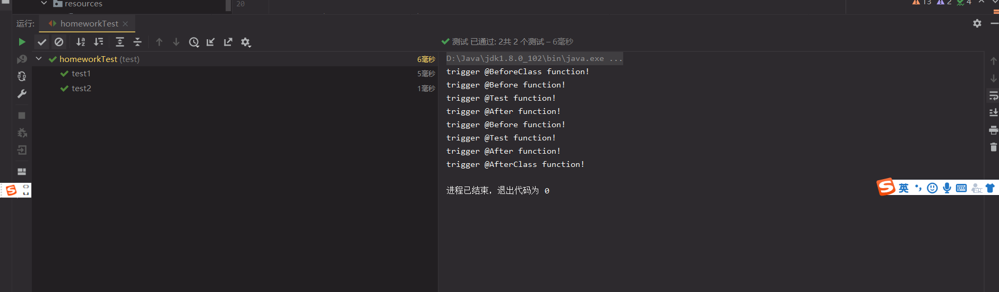 resources
20
13 2 4
运行: homeworkTest
测试 已通过: 2共 2 个测试 – 6毫秒
homeworkTest (test) 6毫秒
test1 5毫秒
test2 1毫秒
D:\Java\jdk1.8.0_102\bin\java.exe ...
trigger @BeforeClass function!
trigger @Before function!
trigger @Test function!
trigger @After function!
trigger @Before function!
trigger @Test function!
trigger @After function!
trigger @AfterClass function!
进程已结束，退出代码为 0
英